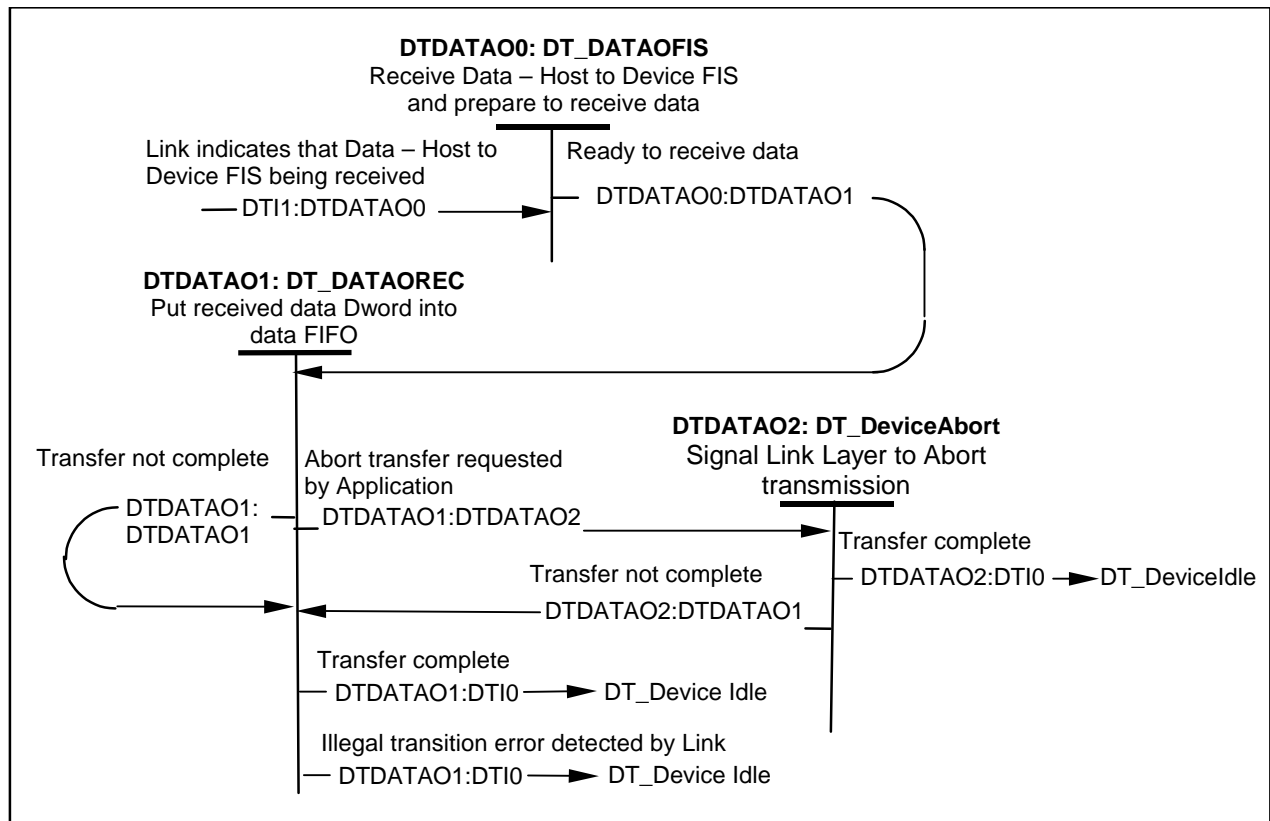 DTDATAO0: DT_DATAOFIS
Receive Data – Host to Device FIS
and prepare to receive data
Link indicates that Data – Host to
Device FIS being received
DTI1:DTDATAO0
Ready to receive data
DTDATAO0:DTDATAO1
DTDATAO1: DT_DATAOREC
Put received data Dword into
data FIFO
DTDATAO2: DT_DeviceAbort
Signal Link Layer to Abort
transmission
Transfer not complete
DTDATAO1:
DTDATAO1
Abort transfer requested
by Application
DTDATAO1:DTDATAO2
Transfer complete
DTDATAO2:DTI0
DT_DeviceIdle
Transfer not complete
DTDATAO2:DTDATAO1
Transfer complete
DTDATAO1:DTI0
DT_Device Idle
Illegal transition error detected by Link
DTDATAO1:DTI0
DT_Device Idle